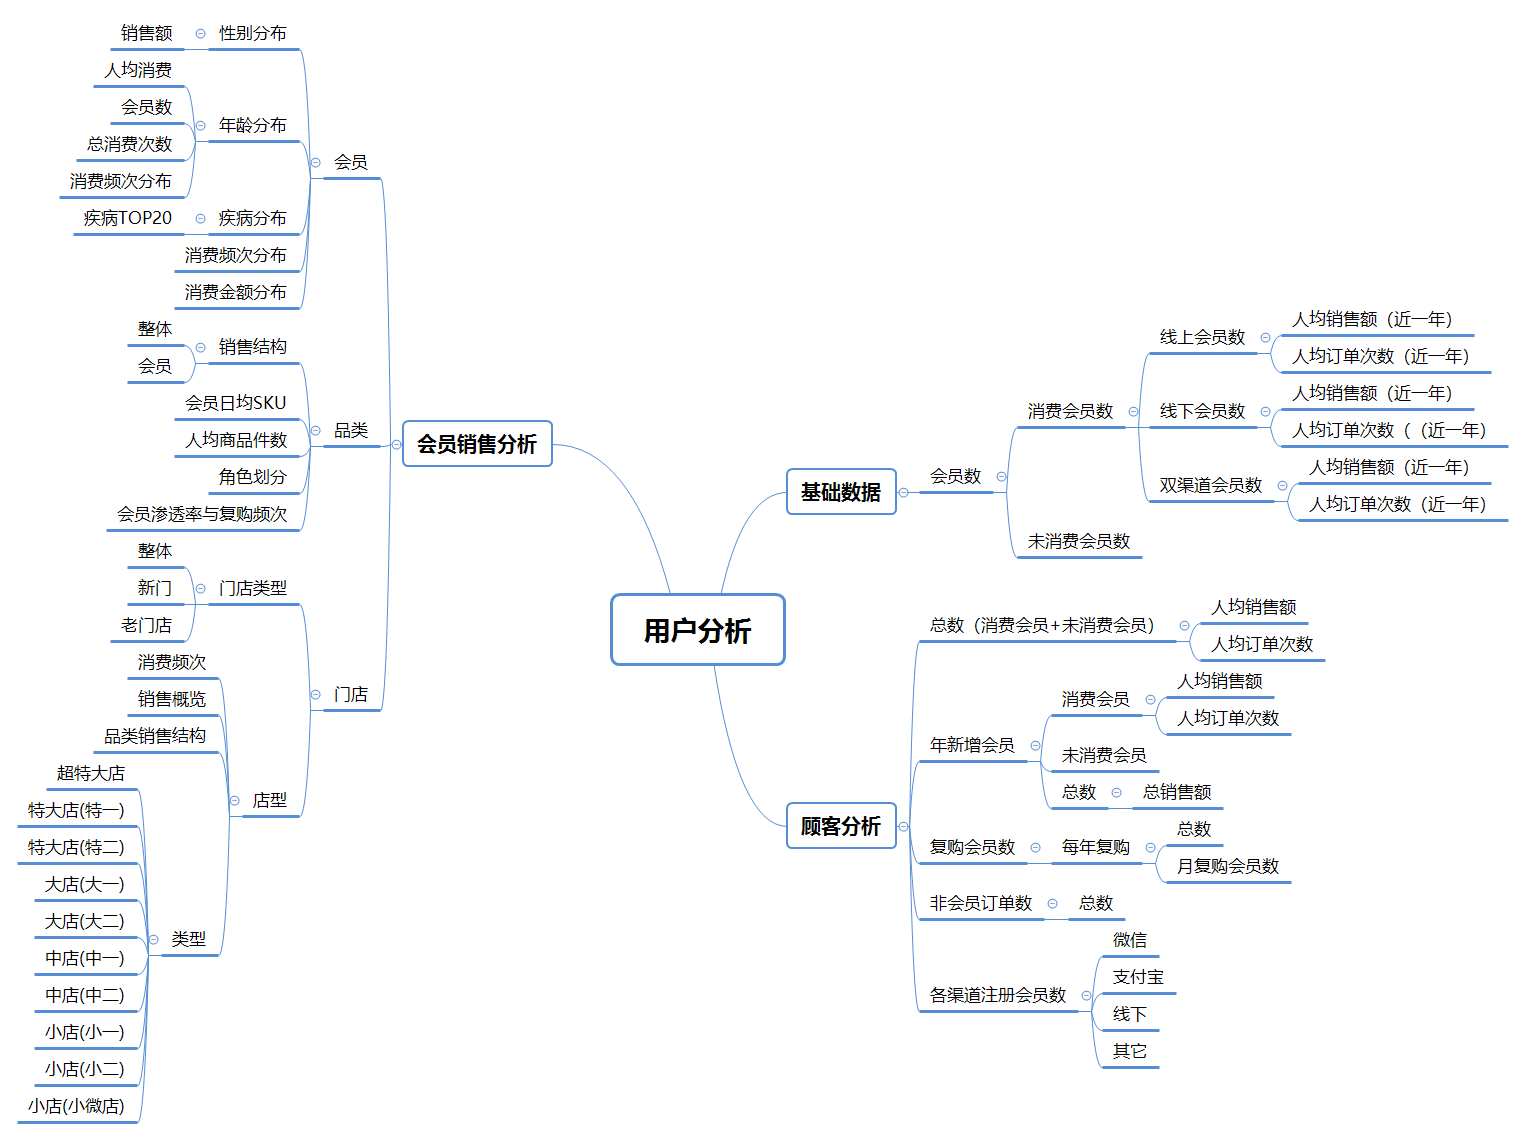 用户分析
会员销售分析
会员
性别分布
销售额
年龄分布
人均消费
会员数
总消费次数
消费频次分布
疾病分布
疾病TOP20
消费频次分布
消费金额分布
品类
销售结构
整体
会员
会员日均SKU
人均商品件数
角色划分
会员渗透率与复购频次
门店
门店类型
整体
新门
老门店
店型
消费频次
销售概览
品类销售结构
类型
超特大店
特大店(特一)
特大店(特二)
大店(大一)
大店(大二)
中店(中一)
中店(中二)
小店(小一)
小店(小二)
小店(小微店)
基础数据
会员数
消费会员数
线上会员数
人均销售额（近一年）
人均订单次数（近一年）
线下会员数
人均销售额（近一年）
人均订单次数（（近一年）
双渠道会员数
人均销售额（近一年）
人均订单次数（近一年）
未消费会员数
顾客分析
总数（消费会员+未消费会员）
人均销售额
人均订单次数
年新增会员
消费会员
人均销售额
人均订单次数
未消费会员
总数
总销售额
复购会员数
每年复购
总数
月复购会员数
非会员订单数
总数
各渠道注册会员数
微信
支付宝
线下
其它